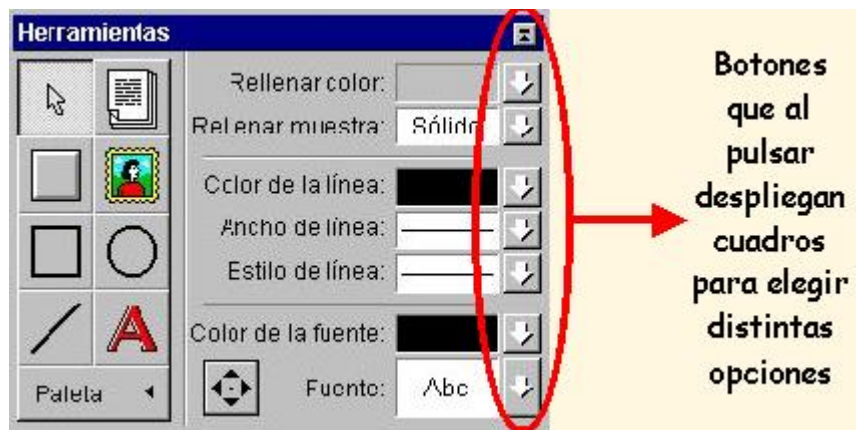 Herramientas
Rellenar color:
Rellenar muestra: Sólido
Color de la línea:
Ancho de línea:
Estilo de línea:
Color de la fuente:
Paleta
Fuente: Abc
Botones
que al
pulsar
despliegan
cuadros
para elegir
distintas
opciones